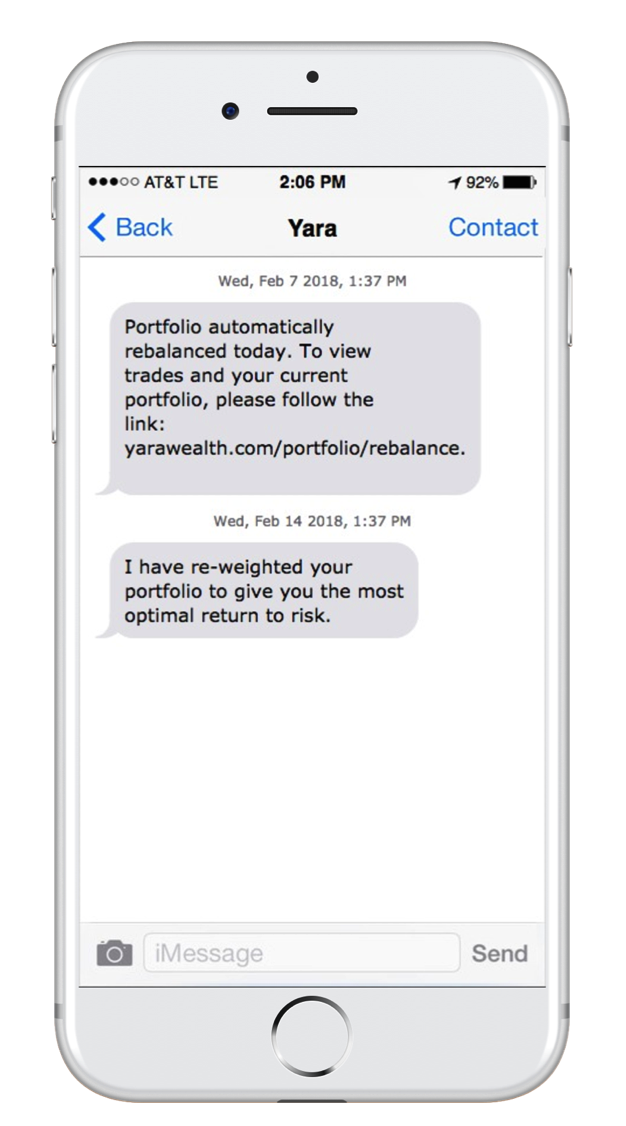 AT&T LTE 2:06 PM 92%
Back Yara Contact
Wed, Feb 7 2018, 1:37 PM
Portfolio automatically
rebalanced today. To view
trades and your current
portfolio, please follow the
link:
yarawealth.com/portfolio/rebalance.
Wed, Feb 14 2018, 1:37 PM
I have re-weighted your
portfolio to give you the most
optimal return to risk.
iMessage Send